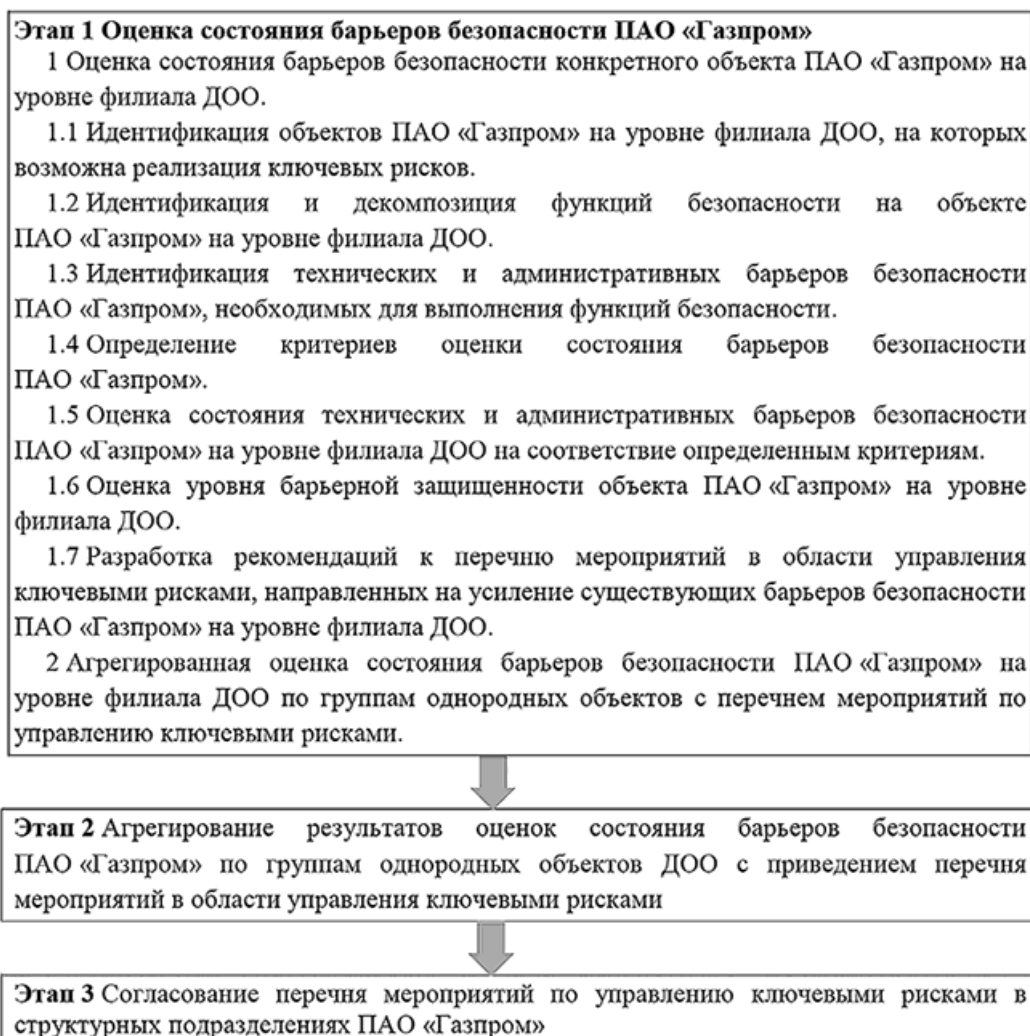 Этап 1 Оценка состояния барьеров безопасности ПАО «Газпром»
1 Оценка состояния барьеров безопасности конкретного объекта ПАО «Газпром» на
уровне филиала ДОО.
1.1 Идентификация объектов ПАО «Газпром» на уровне филиала ДОО, на которых
возможна реализация ключевых рисков.
1.2 Идентификация и декомпозиция функций безопасности на объекте
ПАО «Газпром» на уровне филиала ДОО.
1.3 Идентификация технических и административных барьеров безопасности
ПАО «Газпром», необходимых для выполнения функций безопасности.
1.4 Определение критериев оценки состояния барьеров безопасности
ПАО «Газпром».
1.5 Оценка состояния технических и административных барьеров безопасности
ПАО «Газпром» на уровне филиала ДОО на соответствие определенным критериям.
1.6 Оценка уровня барьерной защищенности объекта ПАО «Газпром» на уровне
филиала ДОО.
1.7 Разработка рекомендаций к перечню мероприятий в области управления
ключевыми рисками, направленных на усиление существующих барьеров безопасности
ПАО «Газпром» на уровне филиала ДОО.
2 Агрегированная оценка состояния барьеров безопасности ПАО «Газпром» на
уровне филиала ДОО по группам однородных объектов с перечнем мероприятий по
управлению ключевыми рисками.
Этап 2 Агрегирование результатов оценок состояния барьеров безопасности
ПАО «Газпром» по группам однородных объектов ДОО с приведением перечня
мероприятий в области управления ключевыми рисками
Этап 3 Согласование перечня мероприятий по управлению ключевыми рисками в
структурных подразделениях ПАО «Газпром»